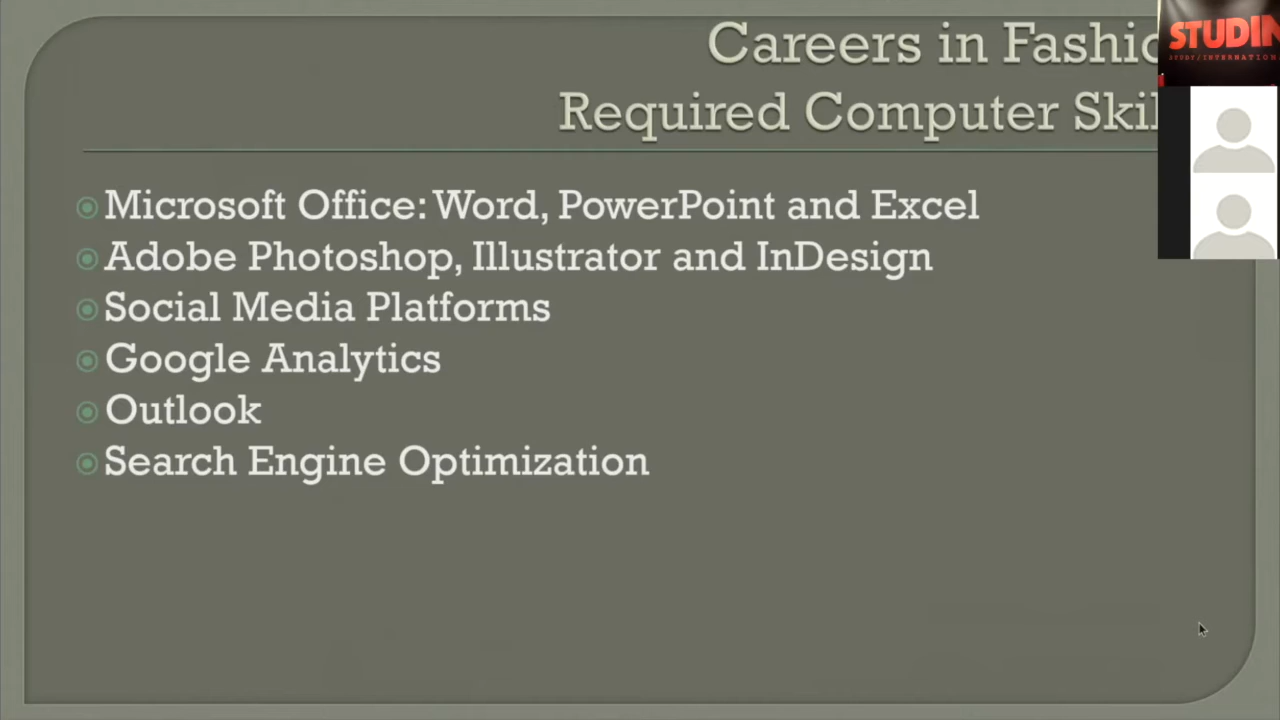 Careers in Fashio
Required Computer Skil
Microsoft Office: Word, PowerPoint and Excel
Adobe Photoshop, Illustrator and InDesign
Social Media Platforms
Google Analytics
Outlook
Search Engine Optimization
STUDIN